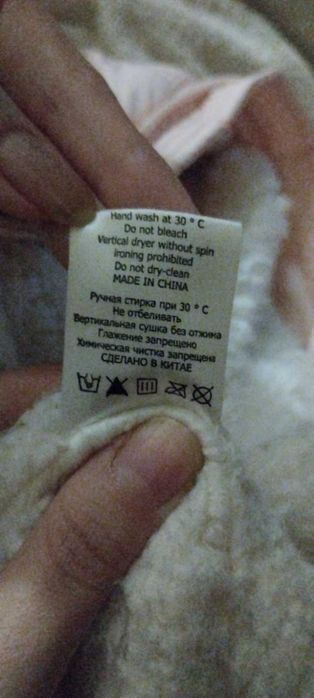 Hand wash at 30 ° C
Do not bleach
Vertical dryer without spin
ironing prohibited
Do not dry-clean
MADE IN CHINA
Ручная стирка при 30 ° C
Не отбеливать
Вертикальная сушка без отжима
Глажение запрещено
Химическая чистка запрещена
СДЕЛАНО В КИТАЕ